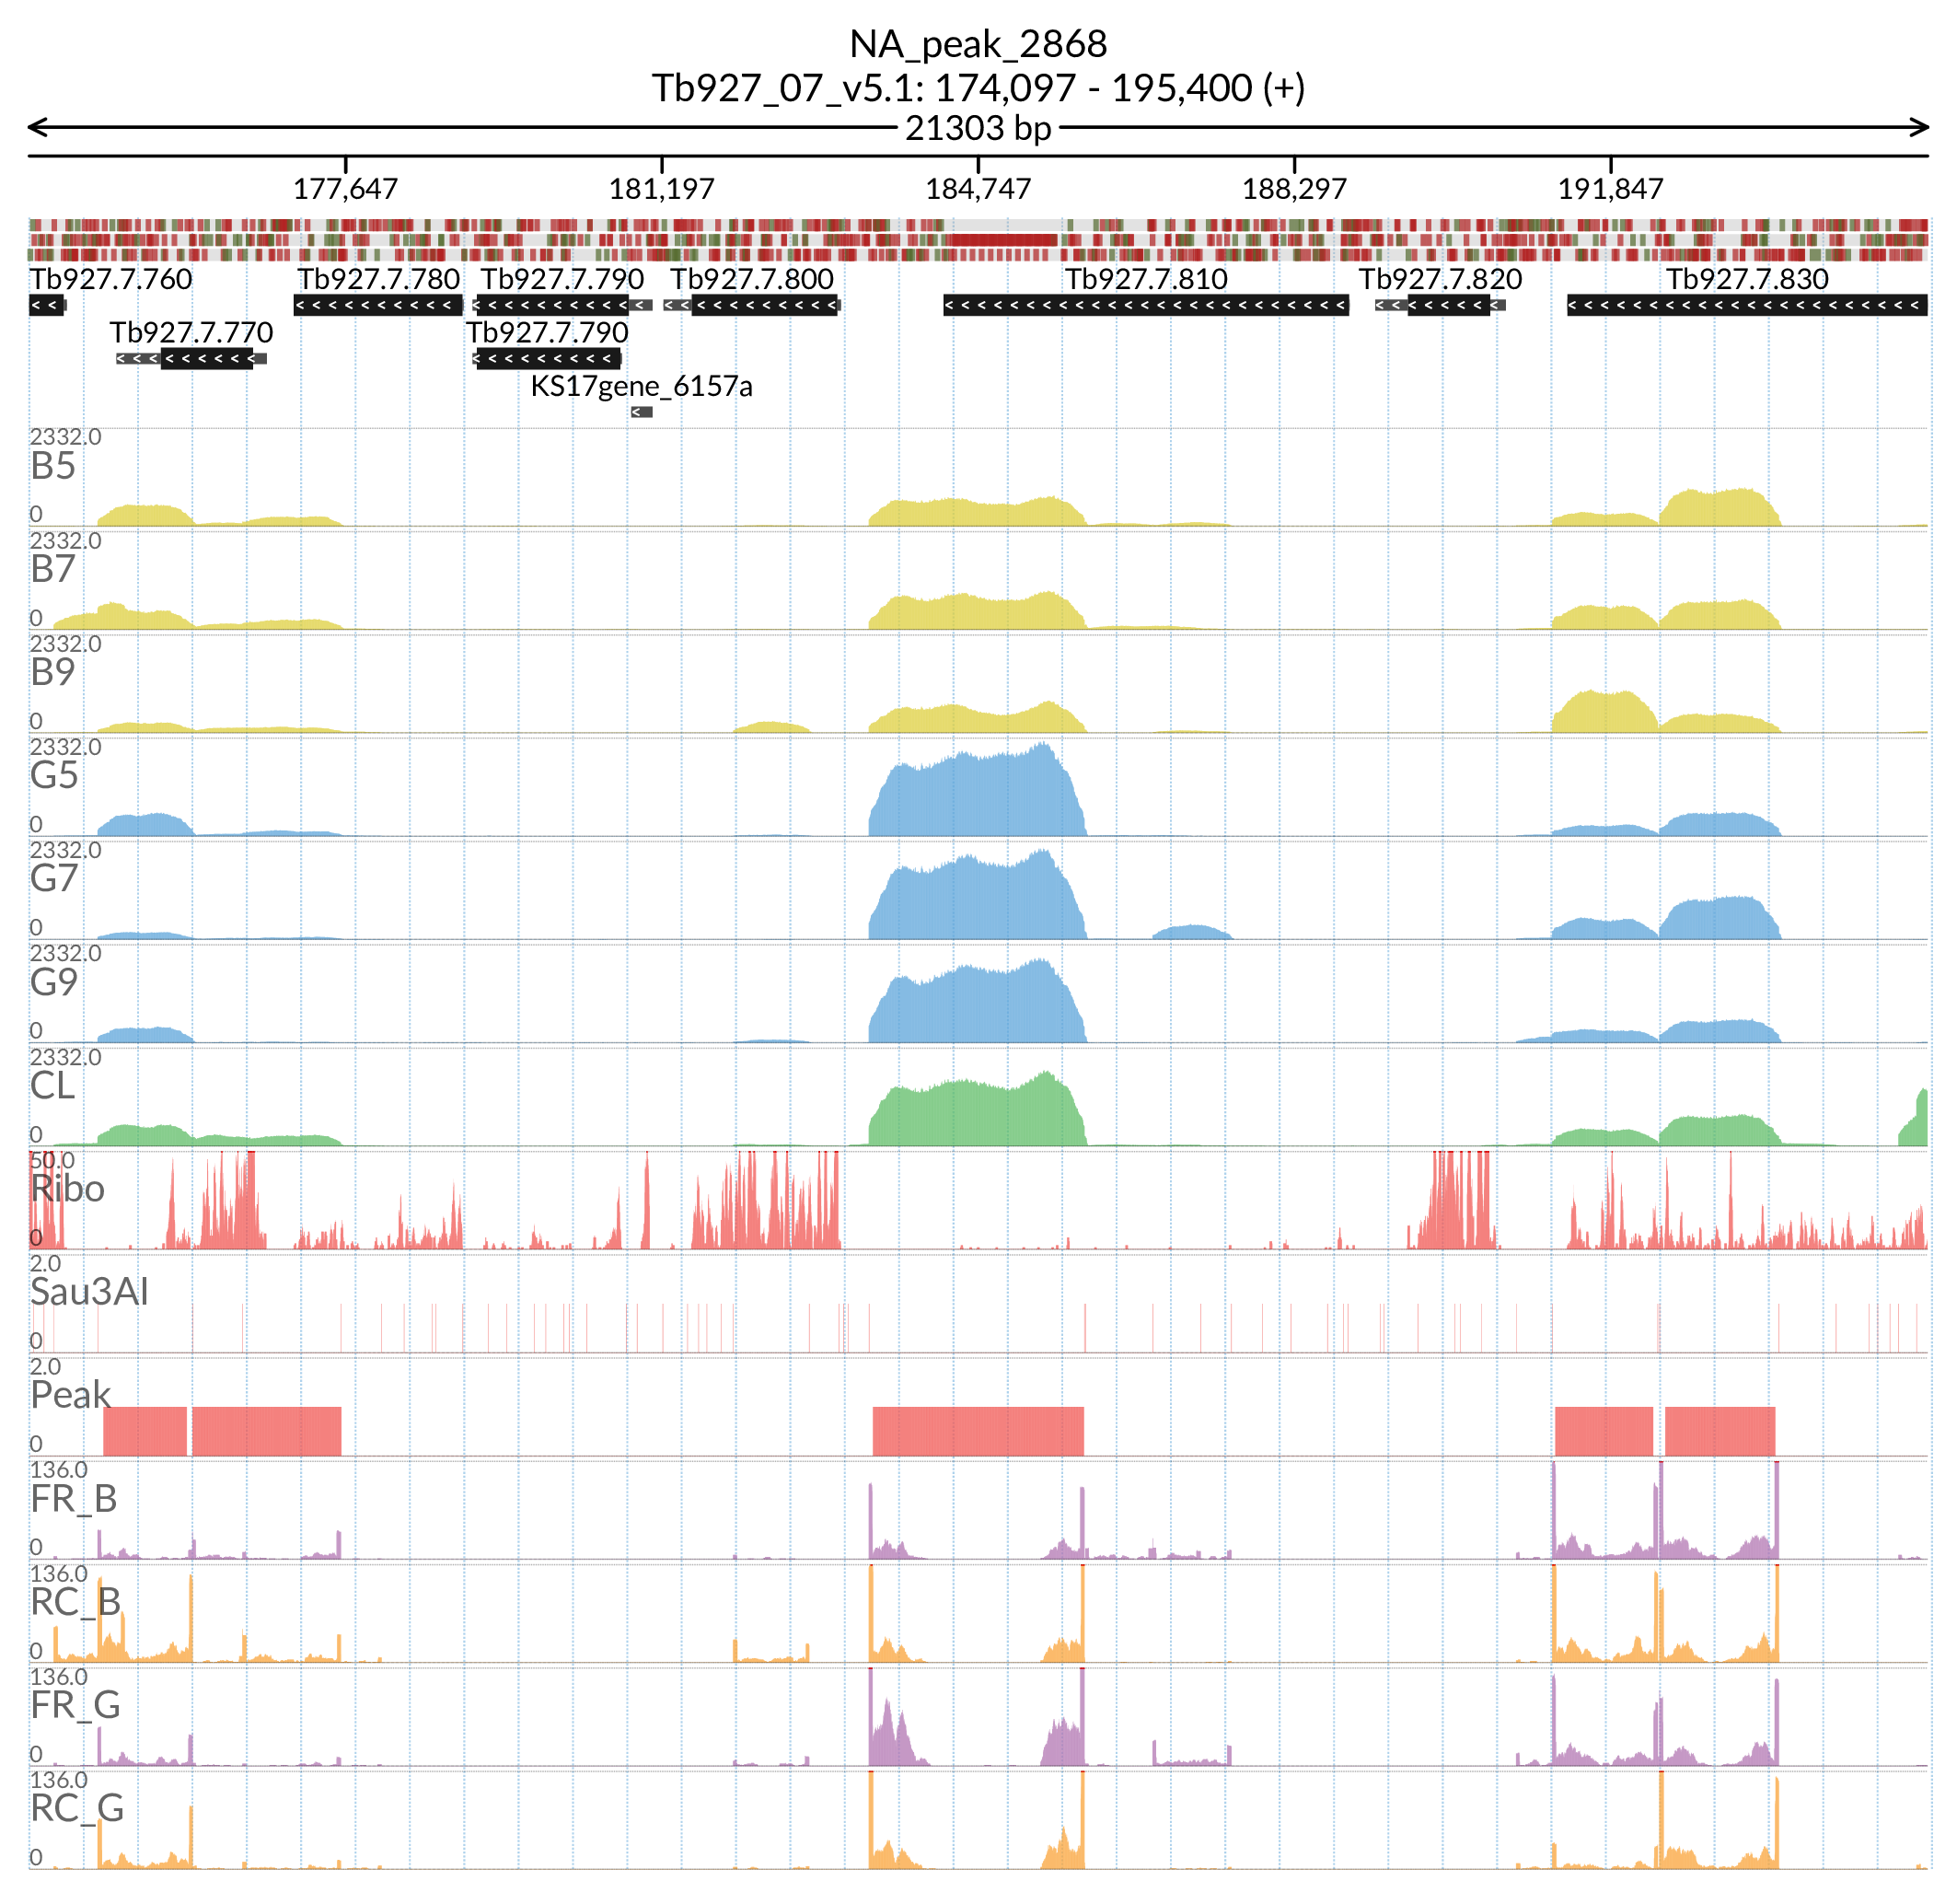 NA_peak_2868
Tb927_07_v5.1: 174,097 - 195,400 (+)
21303 bp
177,647 181,197 184,747 188,297 191,847
Tb927.7.760 Tb927.7.780 Tb927.7.790 Tb927.7.800 Tb927.7.810 Tb927.7.820 Tb927.7.830
Tb927.7.770 Tb927.7.790
KS17gene_6157a
2332.0
B5
0
2332.0
B7
0
2332.0
B9
0
2332.0
G5
0
2332.0
G7
0
2332.0
G9
0
2332.0
CL
0
50.0
Ribo
0
2.0
Sau3AI
0
2.0
Peak
0
136.0
FR_B
0
136.0
RC_B
0
136.0
FR_G
0
136.0
RC_G
0